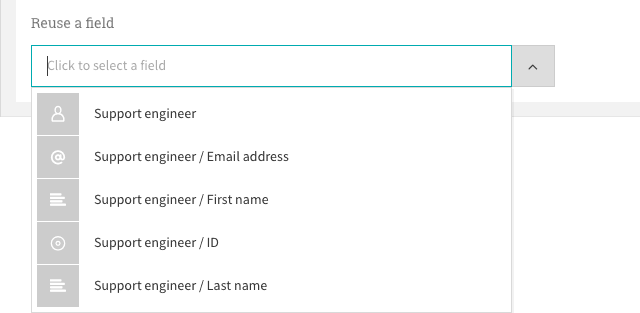 Reuse a field
Click to select a field
Support engineer
@
Support engineer / Email address
Support engineer / First name
Support engineer / ID
Support engineer / Last name